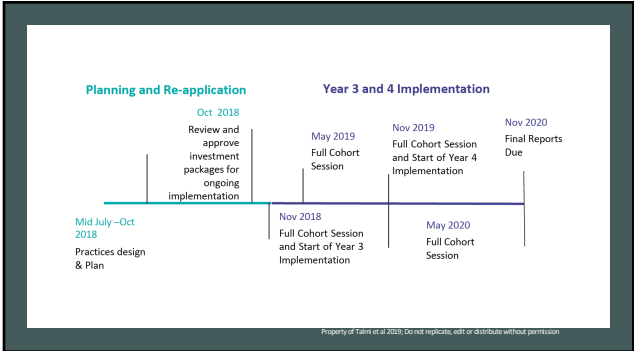 Planning and Re-application
Year 3 and 4 Implementation
Oct 2018
Review and
approve
investment
packages for
ongoing
implementation
May 2019
Full Cohort
Session
Nov 2019
Full Cohort Session
and Start of Year 4
Implementation
Nov 2020
Final Reports
Due
Mid July –Oct
2018
Practices design
& Plan
Nov 2018
Full Cohort Session
and Start of Year 3
Implementation
May 2020
Full Cohort
Session
Property of Talmi et al 2019; Do not replicate, edit or distribute without permission